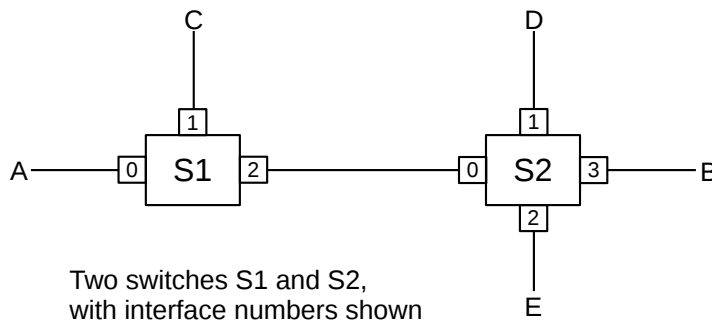 C
D
1
1
A
0
S1
2
0
S2
3
B
2
Two switches S1 and S2,
with interface numbers shown
E